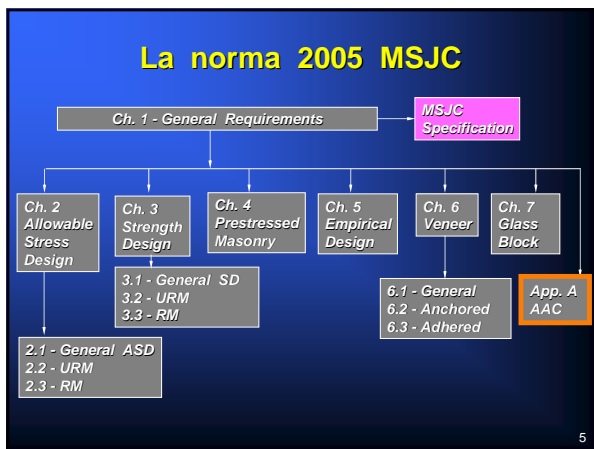 La norma 2005 MSJC
Ch. 1 - General Requirements
MSJC
Specification
Ch. 2
Allowable
Stress
Design
Ch. 3
Strength
Design
Ch. 4
Prestressed
Masonry
Ch. 5
Empirical
Design
Ch. 6
Veneer
Ch. 7
Glass
Block
3.1 - General SD
3.2 - URM
3.3 - RM
6.1 - General
6.2 - Anchored
6.3 - Adhered
App. A
AAC
2.1 - General ASD
2.2 - URM
2.3 - RM
5